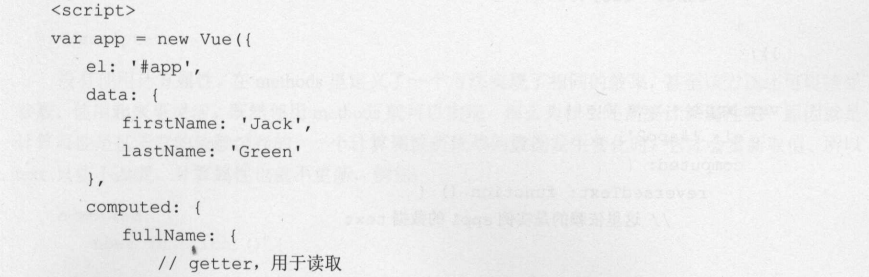 <script>
var app = new Vue({
el: '#app',
data: {
firstName: 'Jack',
lastName: 'Green'
},
computed: {
fullName: {
// getter，用于读取